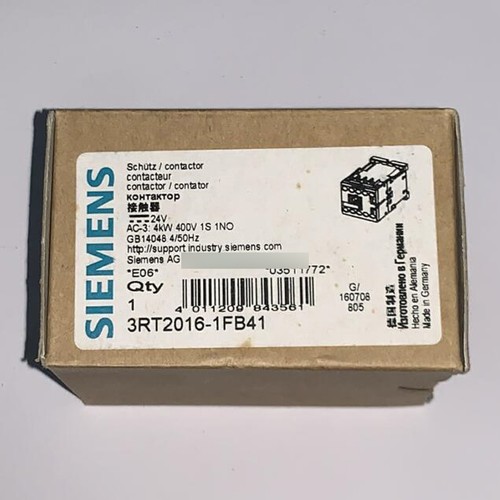 SIEMENS
Schütz / contactor
contacteur
contactor / contator
контактор
接触器
24V
AC-3: 4kW 400V 1S 1NO
GB14048.4/50Hz
http://support.industry.siemens.com
Siemens AG
*E06*
*03511772*
Qty
1
4 011209 843561
3RT2016-1FB41
G/
160708
805
德国制造
Изготовлено в Германии
Hecho en Alemania
Made in Germany